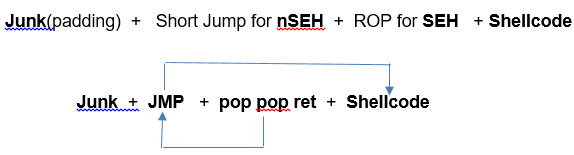 Junk(padding) + Short Jump for nSEH + ROP for SEH + Shellcode
Junk + JMP + pop pop ret + Shellcode